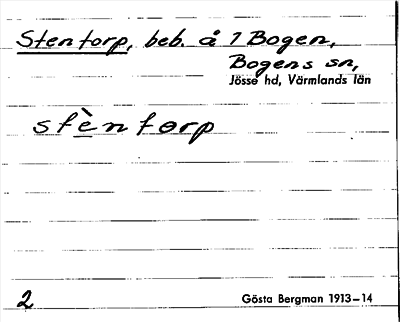 Stentorp, beb. å 1 Bogen,
Bogens sn,
Jösse hd, Värmlands län
stèntorp
2
Gösta Bergman 1913–14